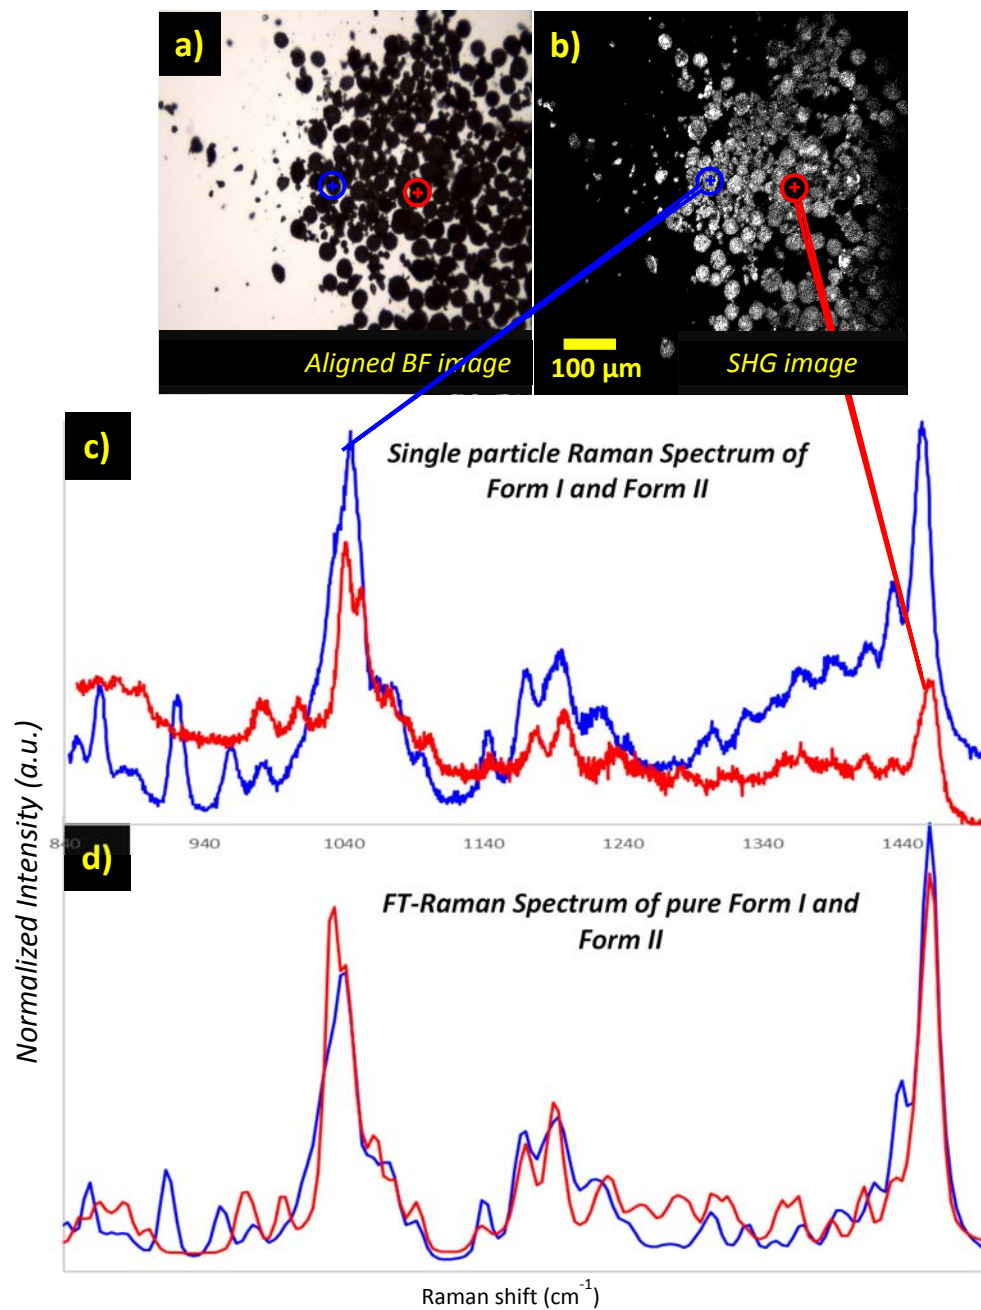 a)
b)
Aligned BF image
100 µm
SHG image
c)
Single particle Raman Spectrum of
Form I and Form II
Normalized Intensity (a.u.)
840 940 1040 1140 1240 1340 1440
d)
FT-Raman Spectrum of pure Form I and
Form II
Raman shift (cm⁻¹)